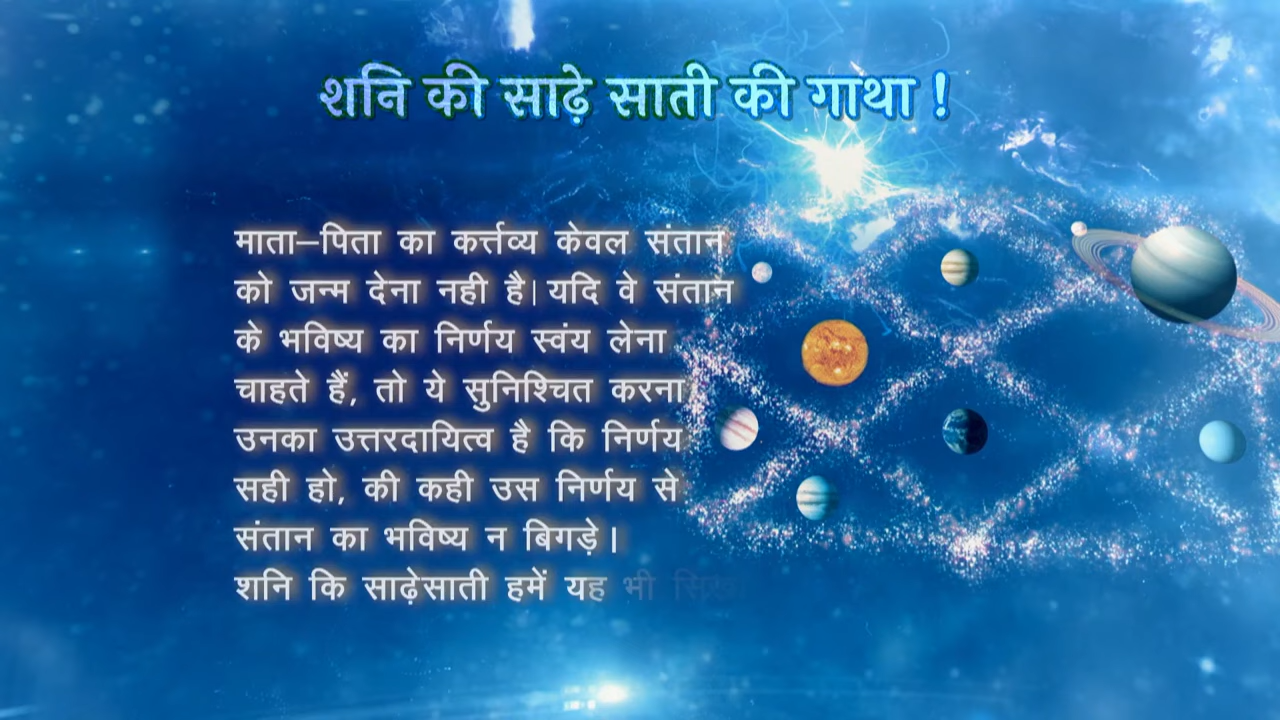 शनि की साढ़े साती की गाथा !
माता–पिता का कर्त्तव्य केवल संतान
को जन्म देना नही है। यदि वे संतान
के भविष्य का निर्णय स्वंय लेना
चाहते हैं, तो ये सुनिश्चित करना
उनका उत्तरदायित्व है कि निर्णय
सही हो, की कही उस निर्णय से
संतान का भविष्य न बिगड़े।
शनि कि साढ़ेसाती हमें यह भी